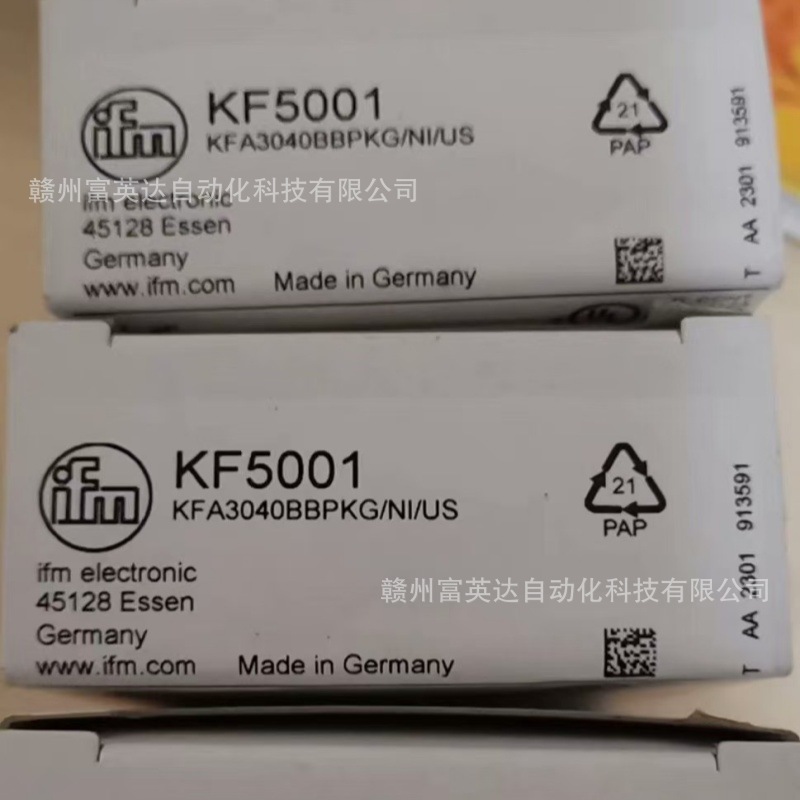 ifm
KF5001
KFA3040BBPKG/NI/US
21
PAP
赣州富英达自动化科技有限公司
ifm electronic
45128 Essen
Germany
www.ifm.com
Made in Germany
T AA 2301 913591
ifm
KF5001
KFA3040BBPKG/NI/US
21
PAP
ifm electronic
45128 Essen
Germany
www.ifm.com
Made in Germany
赣州富英达自动化科技有限公司
T AA 2301 913591